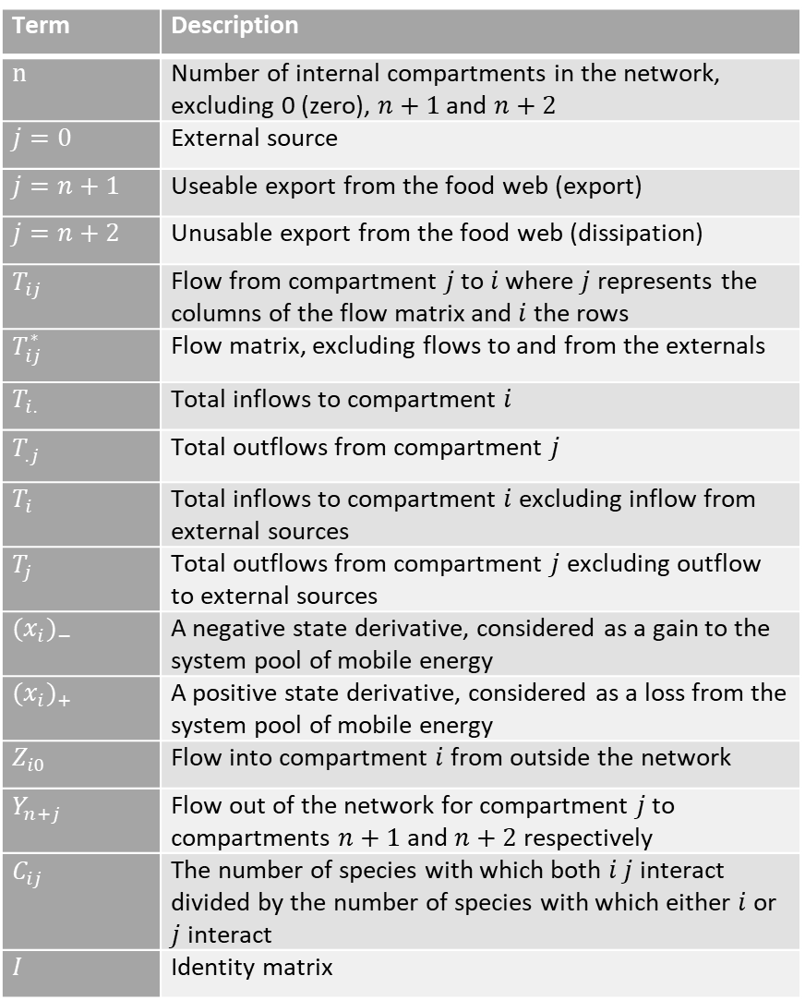 Term Description
n Number of internal compartments in the network,
excluding 0 (zero), n + 1 and n + 2
j = 0 External source
j = n + 1 Useable export from the food web (export)
j = n + 2 Unusable export from the food web (dissipation)
T_{ij} Flow from compartment j to i where j represents the
columns of the flow matrix and i the rows
T_{ij}^{*} Flow matrix, excluding flows to and from the externals
T_{i.} Total inflows to compartment i
T_{.j} Total outflows from compartment j
T_i Total inflows to compartment i excluding inflow from
external sources
T_j Total outflows from compartment j excluding outflow
to external sources
(x_i)_− A negative state derivative, considered as a gain to the
system pool of mobile energy
(x_i)_+ A positive state derivative, considered as a loss from the
system pool of mobile energy
Z_{i0} Flow into compartment i from outside the network
Y_{n+j} Flow out of the network for compartment j to
compartments n + 1 and n + 2 respectively
C_{ij} The number of species with which both i j interact
divided by the number of species with which either i or
j interact
I Identity matrix